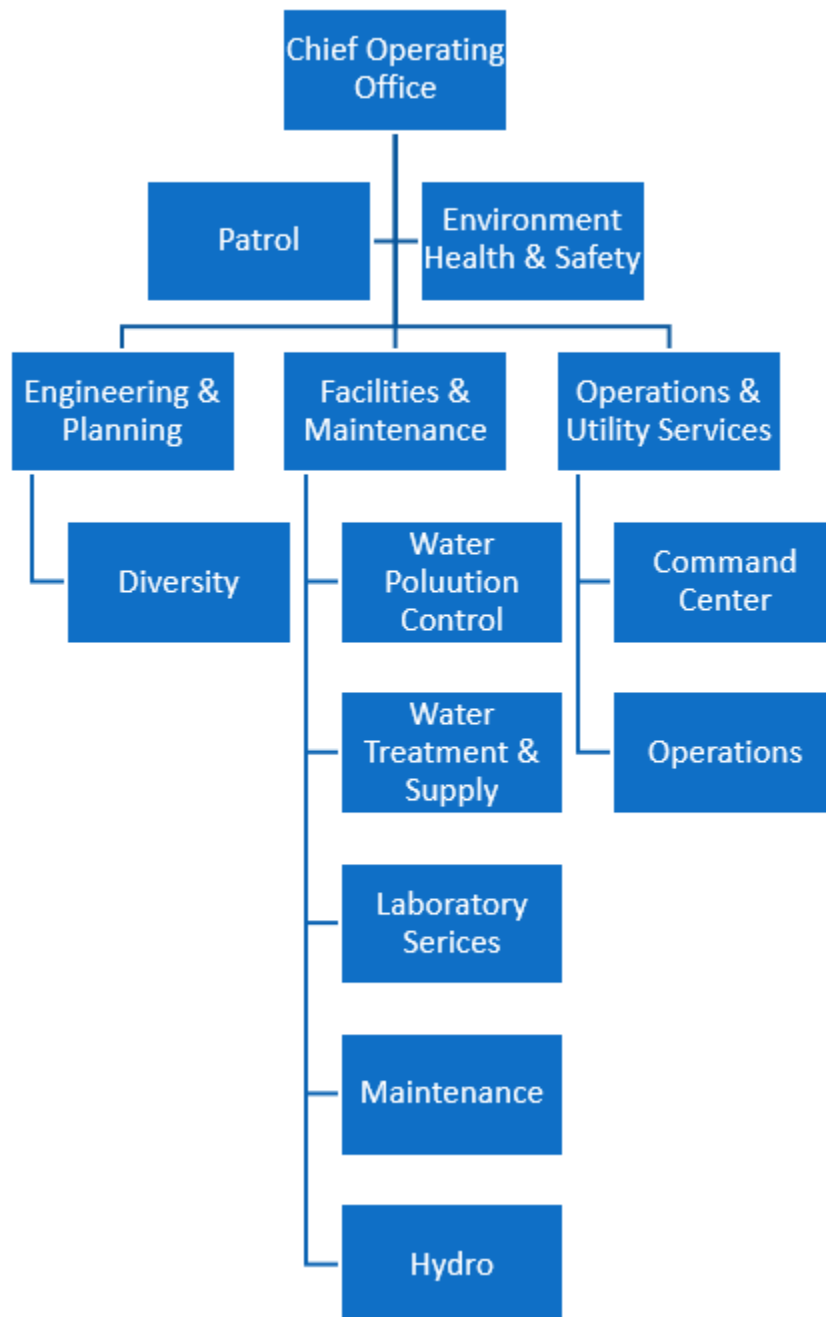 Chief Operating
Office
Patrol
Environment
Health & Safety
Engineering &
Planning
Facilities &
Maintenance
Operations &
Utility Services
Diversity
Water
Poluution
Control
Command
Center
Water
Treatment &
Supply
Operations
Laboratory
Serices
Maintenance
Hydro